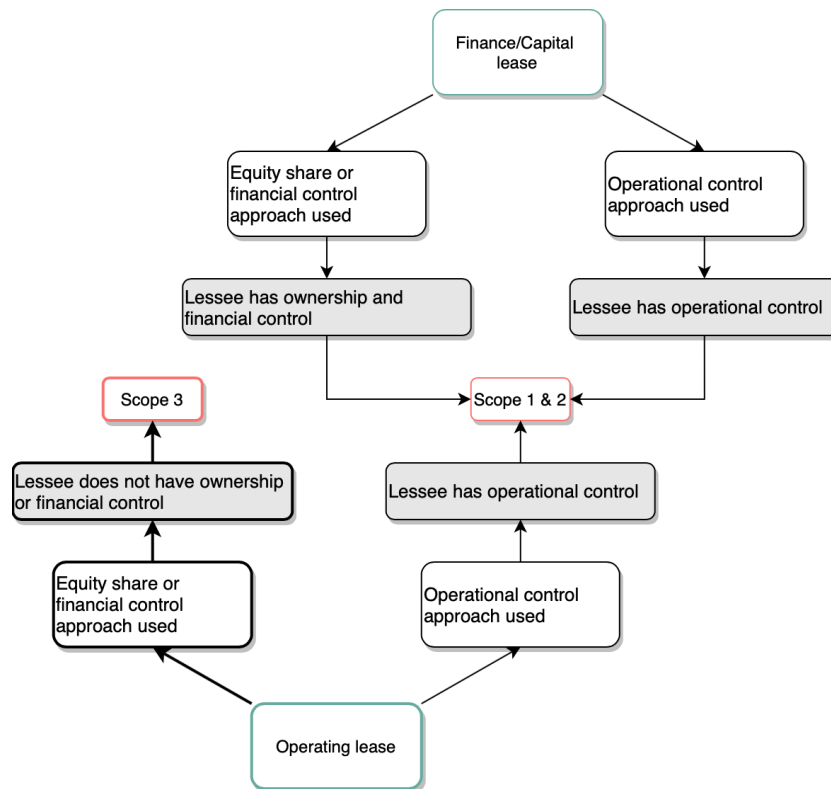 Finance/Capital
lease
Equity share or
financial control
approach used
Operational control
approach used
Lessee has ownership and
financial control
Lessee has operational control
Scope 3
Scope 1 & 2
Lessee does not have ownership
or financial control
Lessee has operational control
Equity share or
financial control
approach used
Operational control
approach used
Operating lease